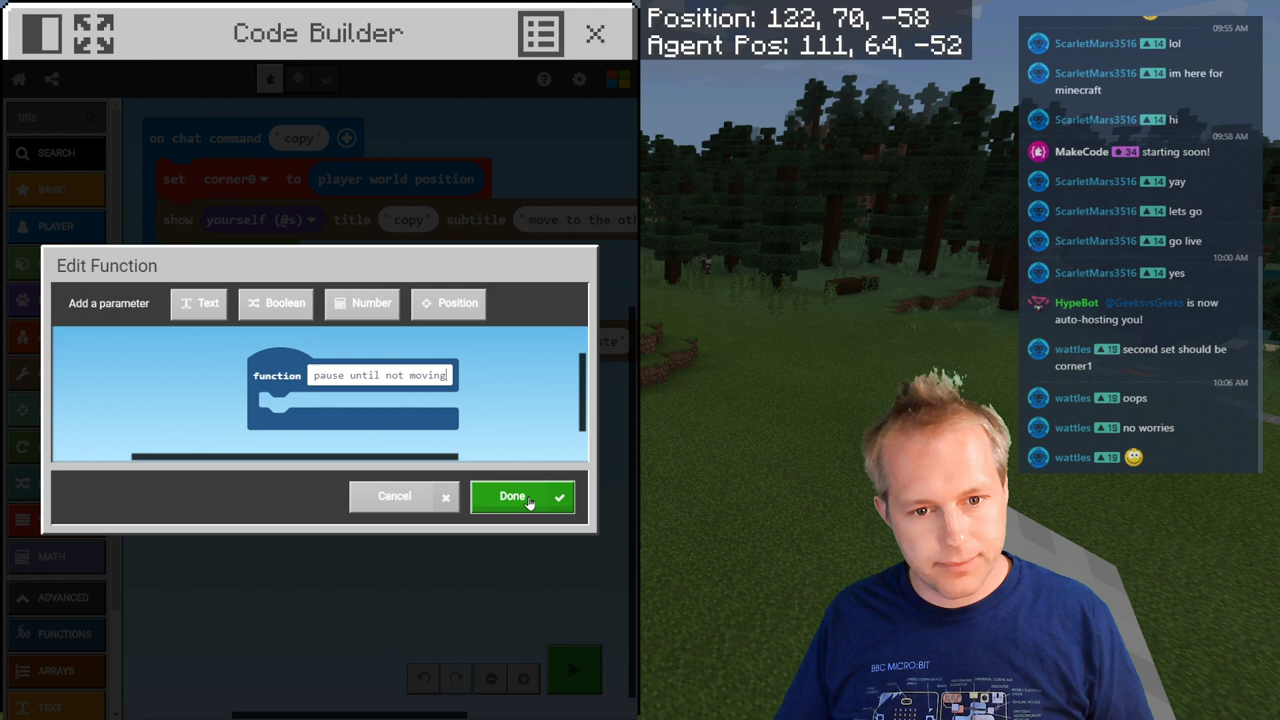 Code Builder
title
SEARCH
BASIC
PLAYER
MATH
ADVANCED
FUNCTIONS
ARRAYS
TEXT
on chat command "copy"
set corner0 to player world position
show yourself (@s) title "copy" subtitle "move to the oth
ste"
Edit Function
Add a parameter Text Boolean Number Position
function pause until not moving
Cancel Done
Position: 122, 70, -58
Agent Pos: 111, 64, -52
09:55 AM
ScarletMars3516 14 lol
ScarletMars3516 14 im here for
minecraft
ScarletMars3516 14 hi
09:58 AM
MakeCode 34 starting soon!
ScarletMars3516 14 yay
ScarletMars3516 14 lets go
ScarletMars3516 14 go live
10:00 AM
ScarletMars3516 14 yes
HypeBot @GeeksvsGeeks is now
auto-hosting you!
wattles 19 second set should be
corner1
10:06 AM
wattles 19 oops
wattles 19 no worries
wattles 19
BBC MICRO:BIT